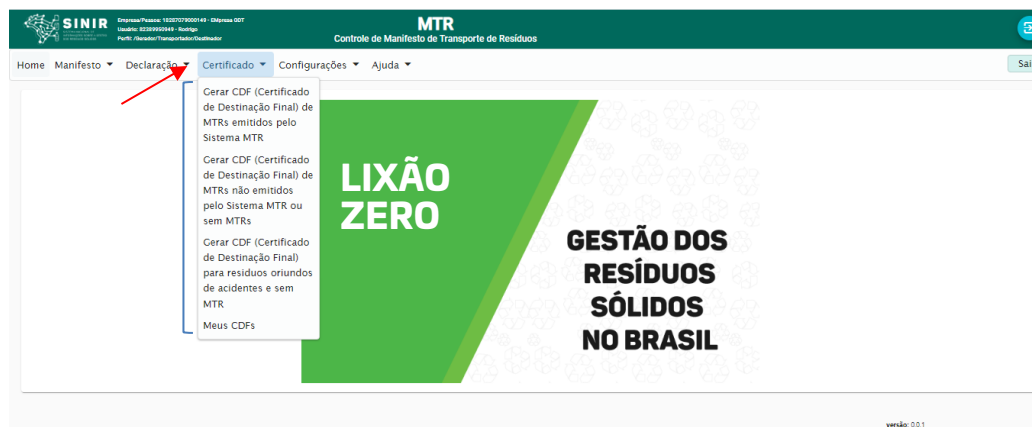 SINIR
Empresa/Pessoa: 10287079000149 - EMpresa GDT
Usuário: 82389950949 - Rodrigo
Perfil: /Gerador/Transportador/Destinador
MTR
Controle de Manifesto de Transporte de Resíduos
Home Manifesto Declaração Certificado Configurações Ajuda Sai
Gerar CDF (Certificado
de Destinação Final) de
MTRs emitidos pelo
Sistema MTR
Gerar CDF (Certificado
de Destinação Final) de
MTRs não emitidos
pelo Sistema MTR ou
sem MTRs
Gerar CDF (Certificado
de Destinação Final)
para residuos oriundos
de acidentes e sem
MTR
Meus CDFs
LIXÃO
ZERO
GESTÃO DOS
RESÍDUOS
SÓLIDOS
NO BRASIL
versão: 0.0.1